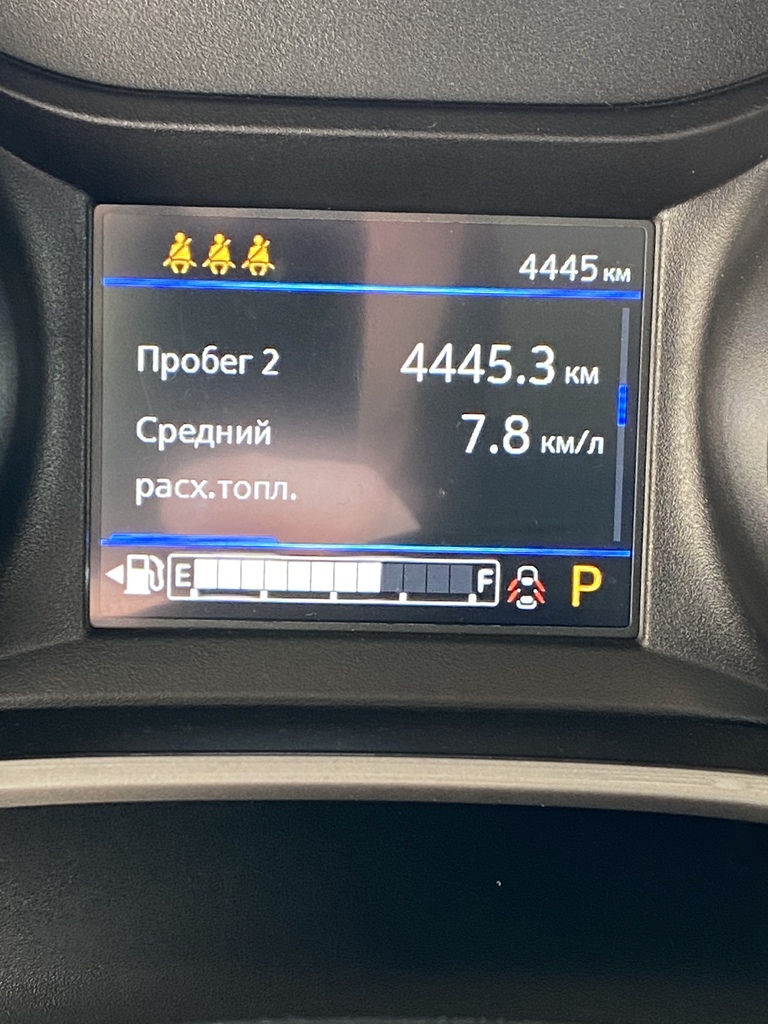 4445 км
Пробег 2 4445.3 км
Средний 7.8 км/л
расх.топл.
E F P